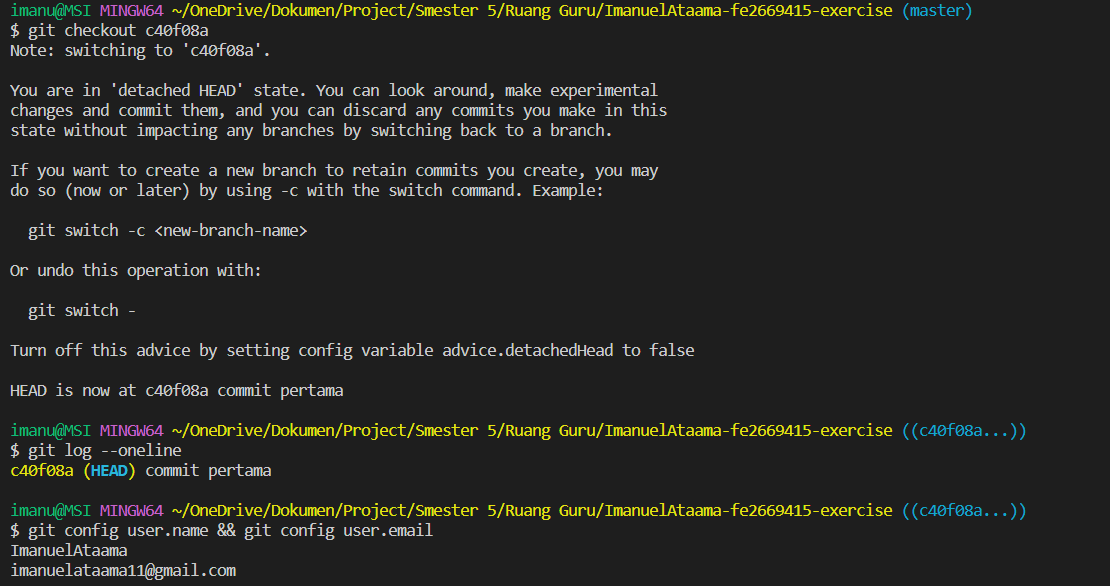 imanu@MSI MINGW64 ~/OneDrive/Dokumen/Project/Smester 5/Ruang Guru/ImanuelAtaama-fe2669415-exercise (master)
$ git checkout c40f08a
Note: switching to 'c40f08a'.

You are in 'detached HEAD' state. You can look around, make experimental
changes and commit them, and you can discard any commits you make in this
state without impacting any branches by switching back to a branch.

If you want to create a new branch to retain commits you create, you may
do so (now or later) by using -c with the switch command. Example:

  git switch -c <new-branch-name>

Or undo this operation with:

  git switch -

Turn off this advice by setting config variable advice.detachedHead to false

HEAD is now at c40f08a commit pertama

imanu@MSI MINGW64 ~/OneDrive/Dokumen/Project/Smester 5/Ruang Guru/ImanuelAtaama-fe2669415-exercise ((c40f08a...))
$ git log --oneline
c40f08a (HEAD) commit pertama

imanu@MSI MINGW64 ~/OneDrive/Dokumen/Project/Smester 5/Ruang Guru/ImanuelAtaama-fe2669415-exercise ((c40f08a...))
$ git config user.name && git config user.email
ImanuelAtaama
imanuelataama11@gmail.com